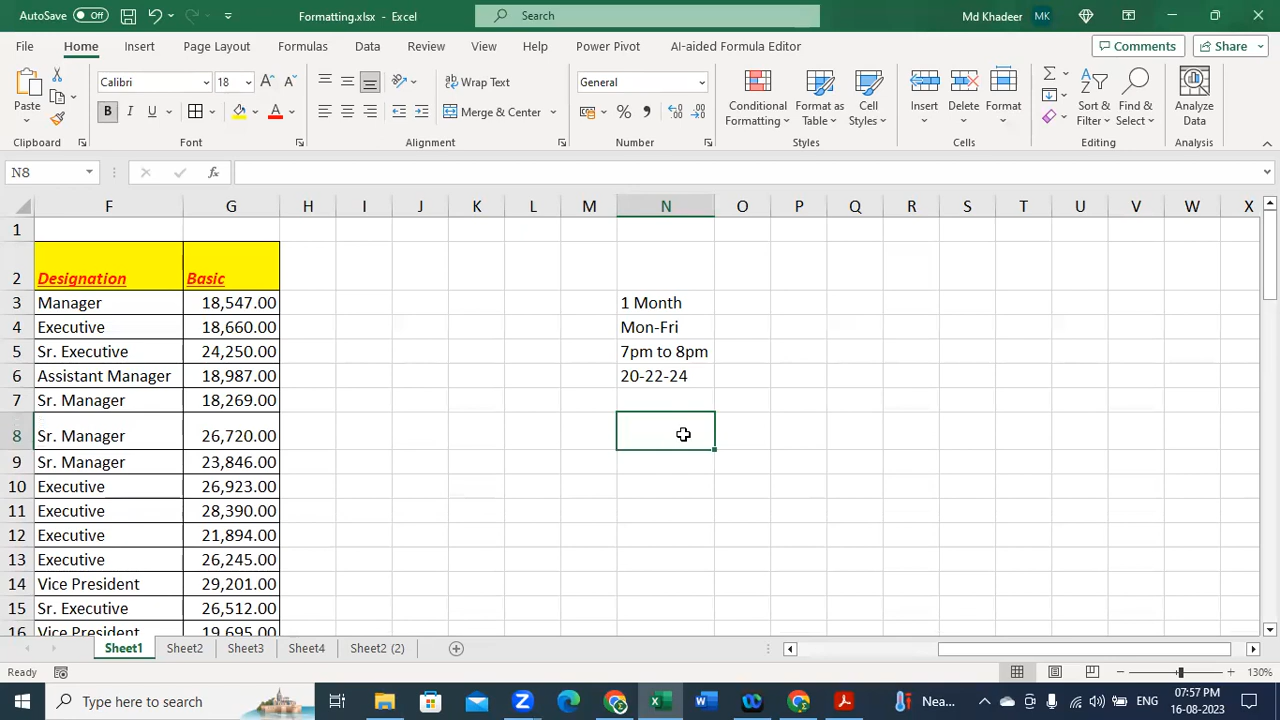 AutoSave Off Formatting.xlsx - Excel Search Md Khadeer MK
File Home Insert Page Layout Formulas Data Review View Help Power Pivot AI-aided Formula Editor Comments Share
Paste Calibri 18 Wrap Text General Conditional Formatting Format as Table Cell Styles Insert Delete Format Sort & Filter Find & Select Analyze Data
B I U A Merge & Center % 
Clipboard Font Alignment Number Styles Cells Editing Analysis
N8 fx
F G H I J K L M N O P Q R S T U V W X
1
2 Designation Basic
3 Manager 18,547.00 1 Month
4 Executive 18,660.00 Mon-Fri
5 Sr. Executive 24,250.00 7pm to 8pm
6 Assistant Manager 18,987.00 20-22-24
7 Sr. Manager 18,269.00
8 Sr. Manager 26,720.00
9 Sr. Manager 23,846.00
10 Executive 26,923.00
11 Executive 28,390.00
12 Executive 21,894.00
13 Executive 26,245.00
14 Vice President 29,201.00
15 Sr. Executive 26,512.00
16 Vice President 19,695.00
Sheet1 Sheet2 Sheet3 Sheet4 Sheet2 (2)
Ready 130%
Type here to search Nea... ENG 07:57 PM
16-08-2023